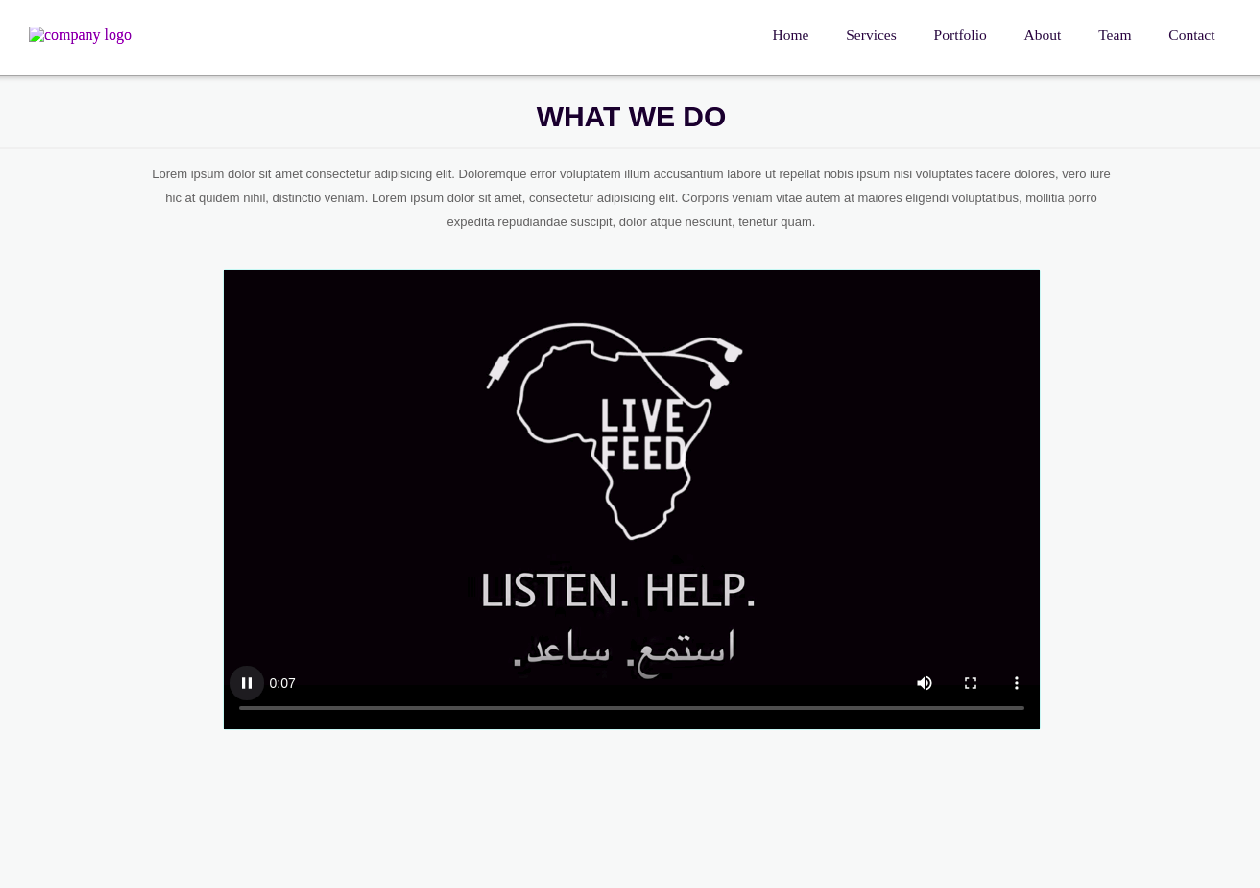 company logo
Home Services Portfolio About Team Contact
WHAT WE DO
Lorem ipsum dolor sit amet consectetur adipisicing elit. Doloremque error voluptatem illum accusantium labore ut repellat nobis ipsum nisi voluptates facere dolores, vero iure
hic at quidem nihil, distinctio veniam. Lorem ipsum dolor sit amet, consectetur adipisicing elit. Corporis veniam vitae autem at maiores eligendi voluptatibus, mollitia porro
expedita repudiandae suscipit, dolor atque nesciunt, tenetur quam.
LIVE
FEED
LISTEN. HELP.
استمع. ساعد.
0:07